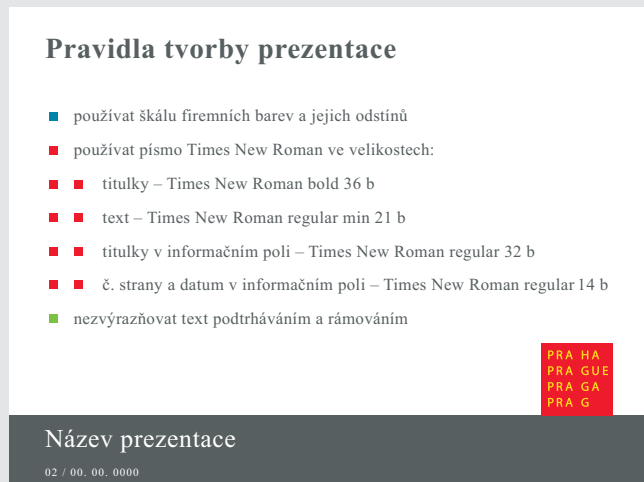 Pravidla tvorby prezentace
používat škálu firemních barev a jejich odstínů
používat písmo Times New Roman ve velikostech:
titulky – Times New Roman bold 36 b
text – Times New Roman regular min 21 b
titulky v informačním poli – Times New Roman regular 32 b
č. strany a datum v informačním poli – Times New Roman regular 14 b
nezvýrazňovat text podtrháváním a rámováním
PRA HA
PRA GUE
PRA GA
PRA G
Název prezentace
02 / 00. 00. 0000